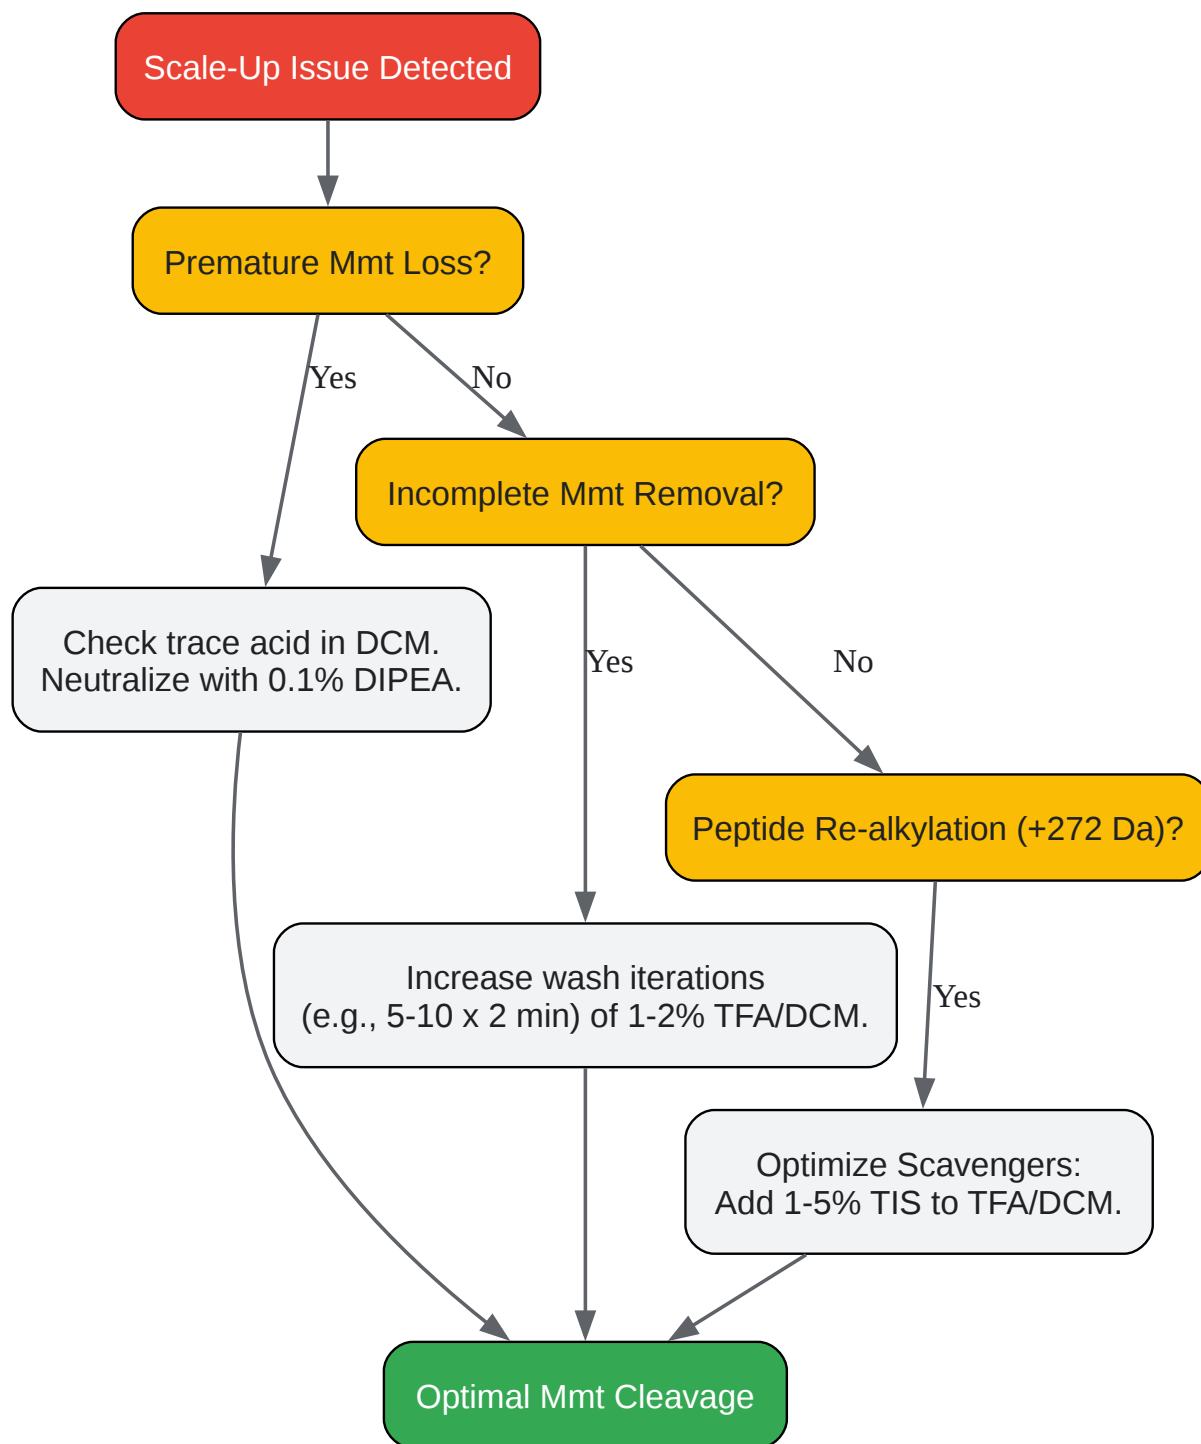 Scale-Up Issue Detected
Premature Mmt Loss?
Yes
No
Incomplete Mmt Removal?
Check trace acid in DCM.
Neutralize with 0.1% DIPEA.
Yes
No
Peptide Re-alkylation (+272 Da)?
Increase wash iterations
(e.g., 5-10 x 2 min) of 1-2% TFA/DCM.
Yes
Optimize Scavengers:
Add 1-5% TIS to TFA/DCM.
Optimal Mmt Cleavage